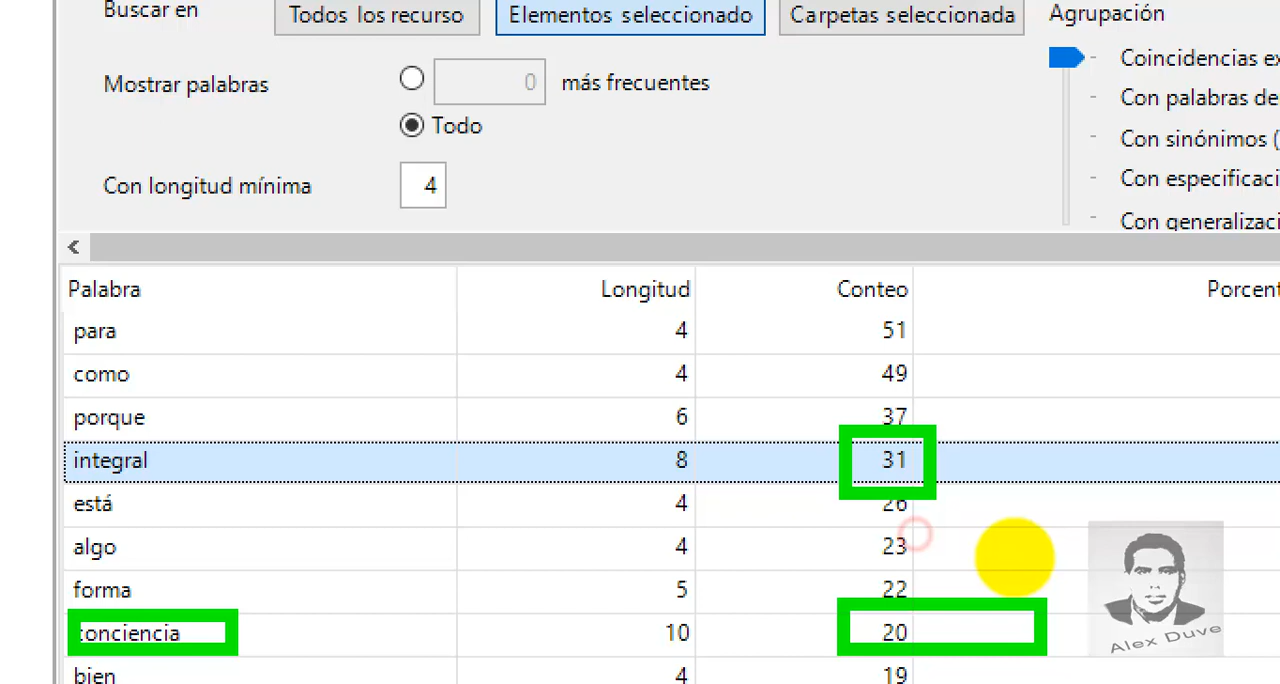 Buscar en Todos los recurso Elementos seleccionado Carpetas seleccionada Agrupación
Mostrar palabras 0 más frecuentes Coincidencias ex
Con palabras de
Todo Con sinónimos (
Con longitud mínima 4 Con especificaci
Con generalizaci
Palabra Longitud Conteo Porcent
para 4 51
como 4 49
porque 6 37
integral 8 31
está 4 26
algo 4 23
forma 5 22
conciencia 10 20
bien 4 19
Alex Duve